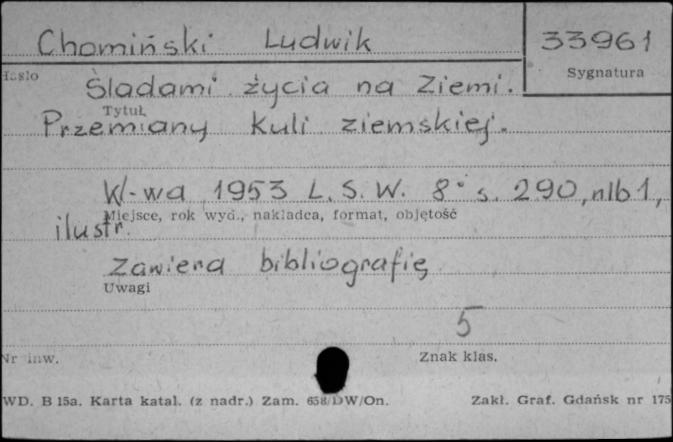 Chomiński Ludwik 33961
Hasło Sygnatura
Śladami życia na Ziemi.
Tytuł
Przemiany kuli ziemskiej.
W-wa 1953 L.S.W. 8° s. 290, nlb 1,
Miejsce, rok wyd., nakładca, format, objętość
ilustr.
Zawiera bibliografię
Uwagi
5
Nr inw. Znak klas.
WD. B 15a. Karta katal. (z nadr.) Zam. 658/DW/On. Zakł. Graf. Gdańsk nr 175